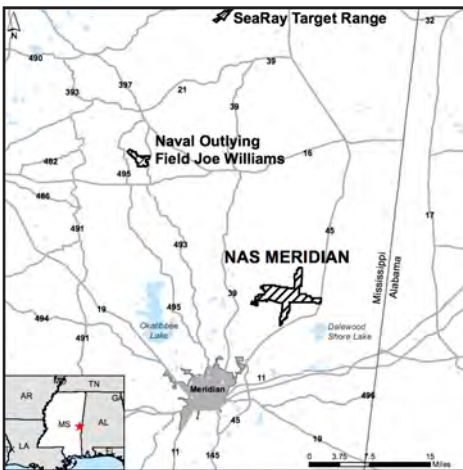 SeaRay Target Range
32
N
490
39
397
21
393
39
Naval Outlying
Field Joe Williams
16
482
495
17
486
45
491
493
NAS MERIDIAN
Mississippi
Alabama
39
19
495
494
Okatibbee
Lake
Dalewood
Shore Lake
491
11
Meridian
496
45
19
11
145
TN
AR
GA
MS
AL
LA
FL
0 3.75 7.5 15
Miles